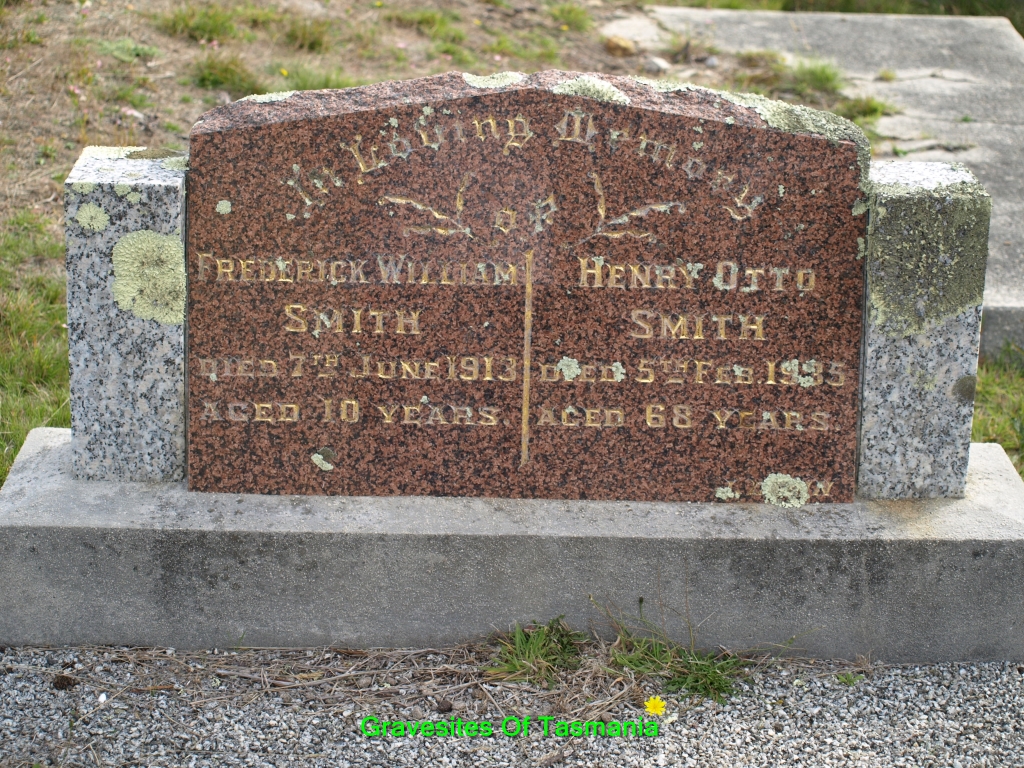 In Loving Memory
of
FREDERICK WILLIAM
SMITH
DIED 7TH JUNE 1913
AGED 10 YEARS.
HENRY OTTO
SMITH
DIED 5TH FEB 1935
AGED 68 YEARS.
Gravesites Of Tasmania